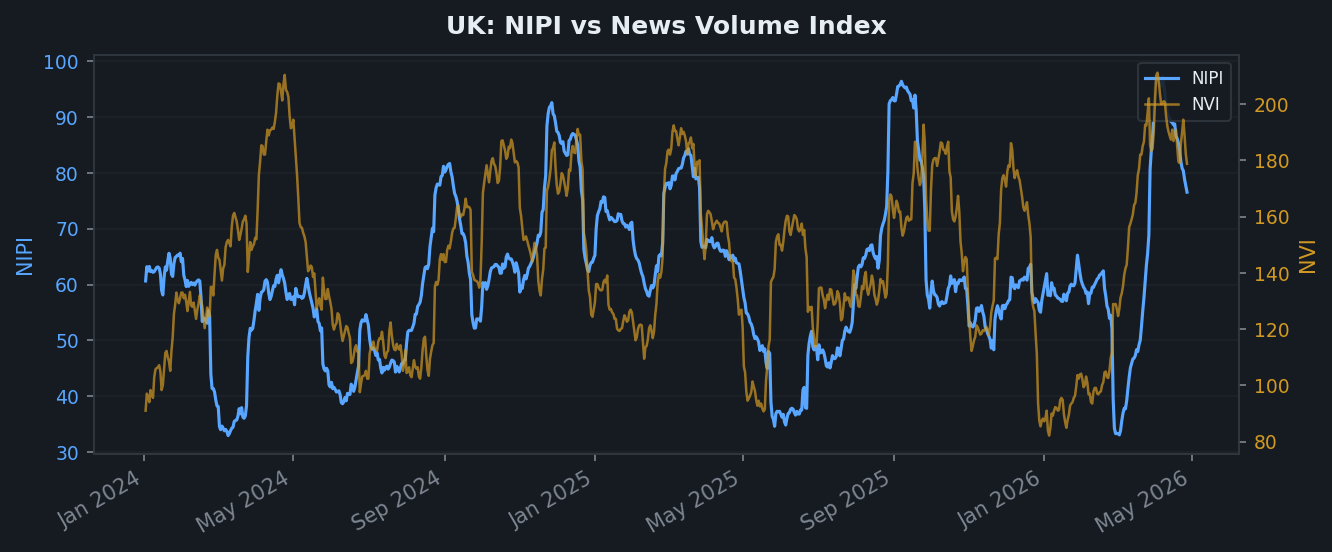 UK: NIPI vs News Volume Index
NIPI
NVI
100
90
80
70
60
50
40
30
NIPI
200
180
160
140
120
100
80
NVI
Jan 2024
May 2024
Sep 2024
Jan 2025
May 2025
Sep 2025
Jan 2026
May 2026